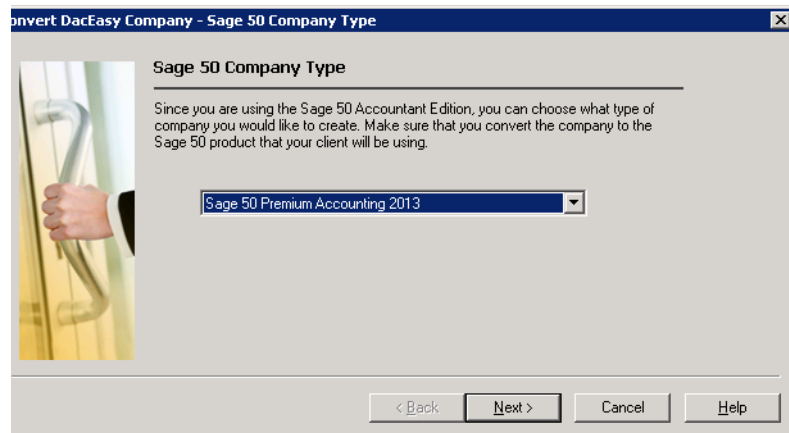 onvert DacEasy Company - Sage 50 Company Type
Sage 50 Company Type
Since you are using the Sage 50 Accountant Edition, you can choose what type of
company you would like to create. Make sure that you convert the company to the
Sage 50 product that your client will be using.
Sage 50 Premium Accounting 2013
< Back Next > Cancel Help